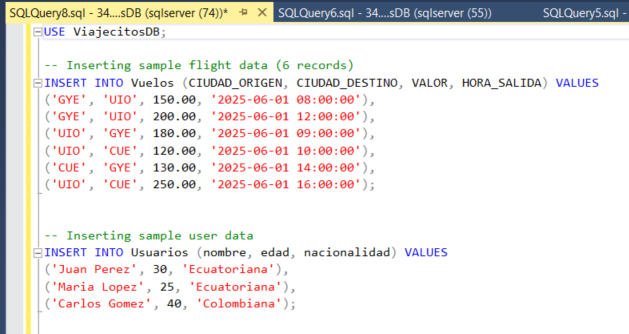 SQLQuery8.sql - 34....sDB (sqlserver (74))* SQLQuery6.sql - 34....sDB (sqlserver (55)) SQLQuery5.sql -
USE ViajecitosDB;
-- Inserting sample flight data (6 records)
INSERT INTO Vuelos (CIUDAD_ORIGEN, CIUDAD_DESTINO, VALOR, HORA_SALIDA) VALUES
('GYE', 'UIO', 150.00, '2025-06-01 08:00:00'),
('GYE', 'UIO', 200.00, '2025-06-01 12:00:00'),
('UIO', 'GYE', 180.00, '2025-06-01 09:00:00'),
('UIO', 'CUE', 120.00, '2025-06-01 10:00:00'),
('CUE', 'GYE', 130.00, '2025-06-01 14:00:00'),
('UIO', 'CUE', 250.00, '2025-06-01 16:00:00');
-- Inserting sample user data
INSERT INTO Usuarios (nombre, edad, nacionalidad) VALUES
('Juan Perez', 30, 'Ecuatoriana'),
('Maria Lopez', 25, 'Ecuatoriana'),
('Carlos Gomez', 40, 'Colombiana');